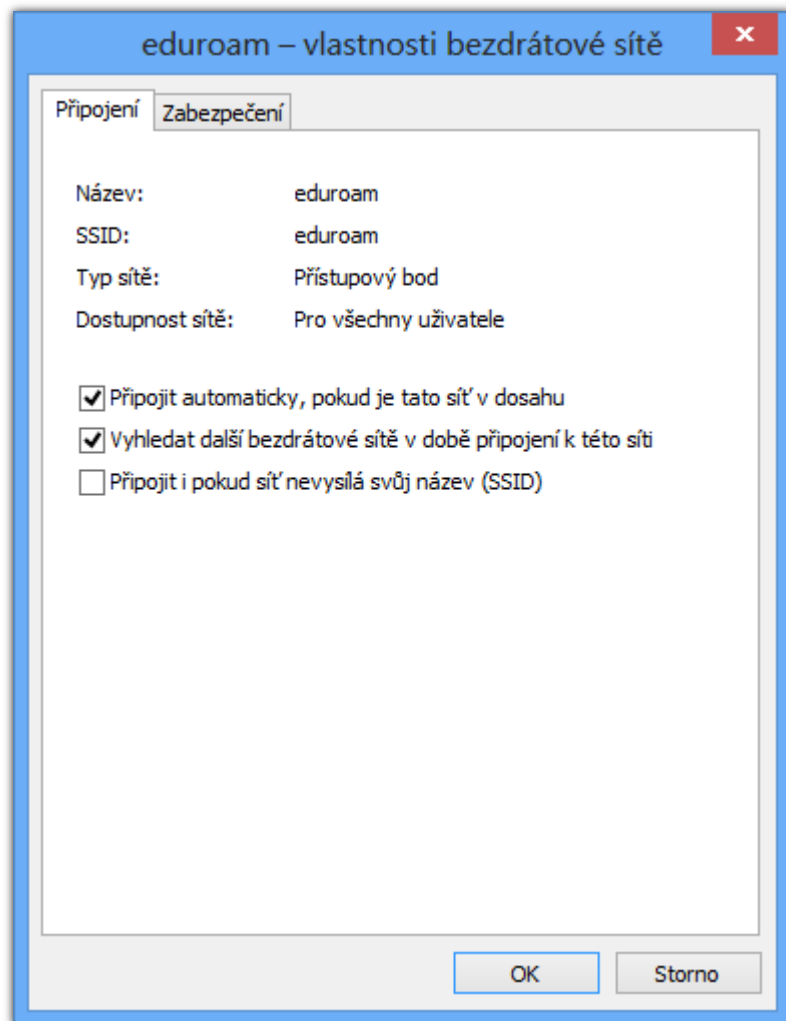 eduroam – vlastnosti bezdrátové sítě
Připojení Zabezpečení
Název: eduroam
SSID: eduroam
Typ sítě: Přístupový bod
Dostupnost sítě: Pro všechny uživatele
Připojit automaticky, pokud je tato síť v dosahu
Vyhledat další bezdrátové sítě v době připojení k této síti
Připojit i pokud síť nevysílá svůj název (SSID)
OK Storno